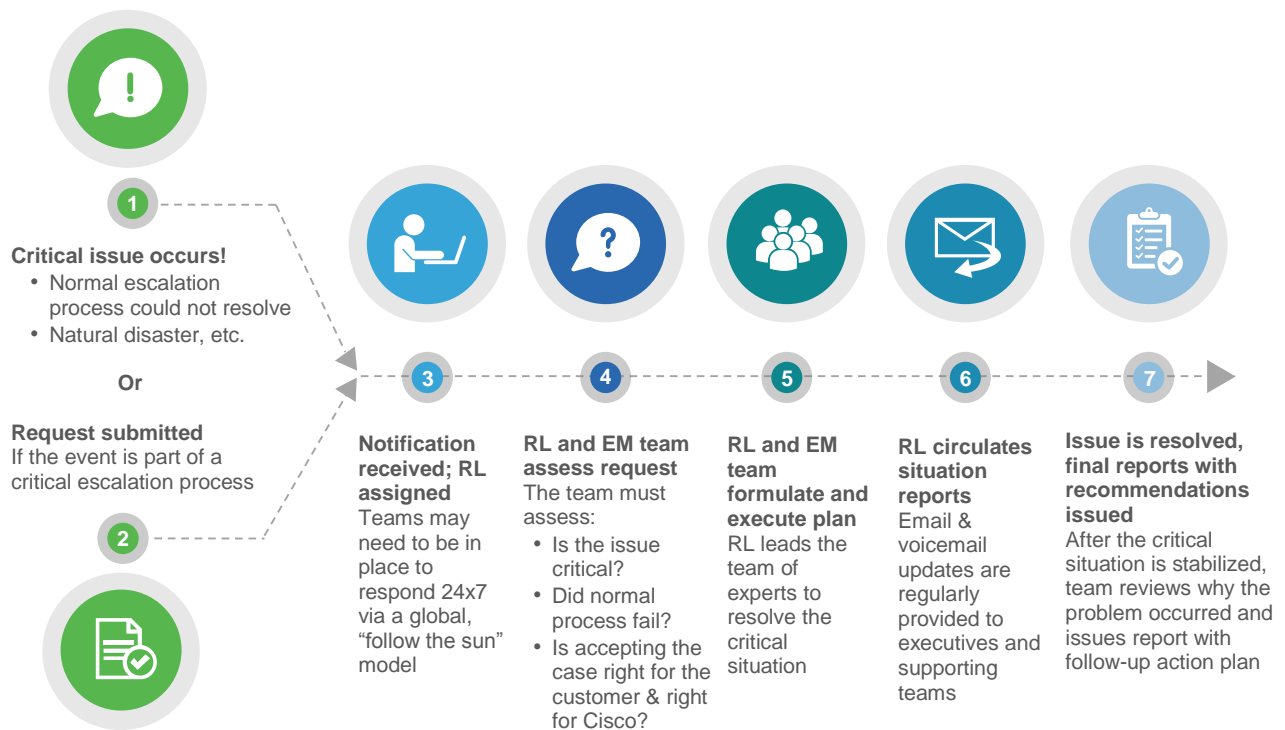 1
Critical issue occurs!
• Normal escalation
process could not resolve
• Natural disaster, etc.
Or
Request submitted
If the event is part of a
critical escalation process
2
3
Notification
received; RL
assigned
Teams may
need to be in
place to
respond 24x7
via a global,
“follow the sun”
model
4
RL and EM team
assess request
The team must
assess:
• Is the issue
critical?
• Did normal
process fail?
• Is accepting the
case right for the
customer & right
for Cisco?
5
RL and EM
team
formulate and
execute plan
RL leads the
team of
experts to
resolve the
critical
situation
6
RL circulates
situation
reports
Email &
voicemail
updates are
regularly
provided to
executives and
supporting
teams
7
Issue is resolved,
final reports with
recommendations
issued
After the critical
situation is stabilized,
team reviews why the
problem occurred and
issues report with
follow-up action plan